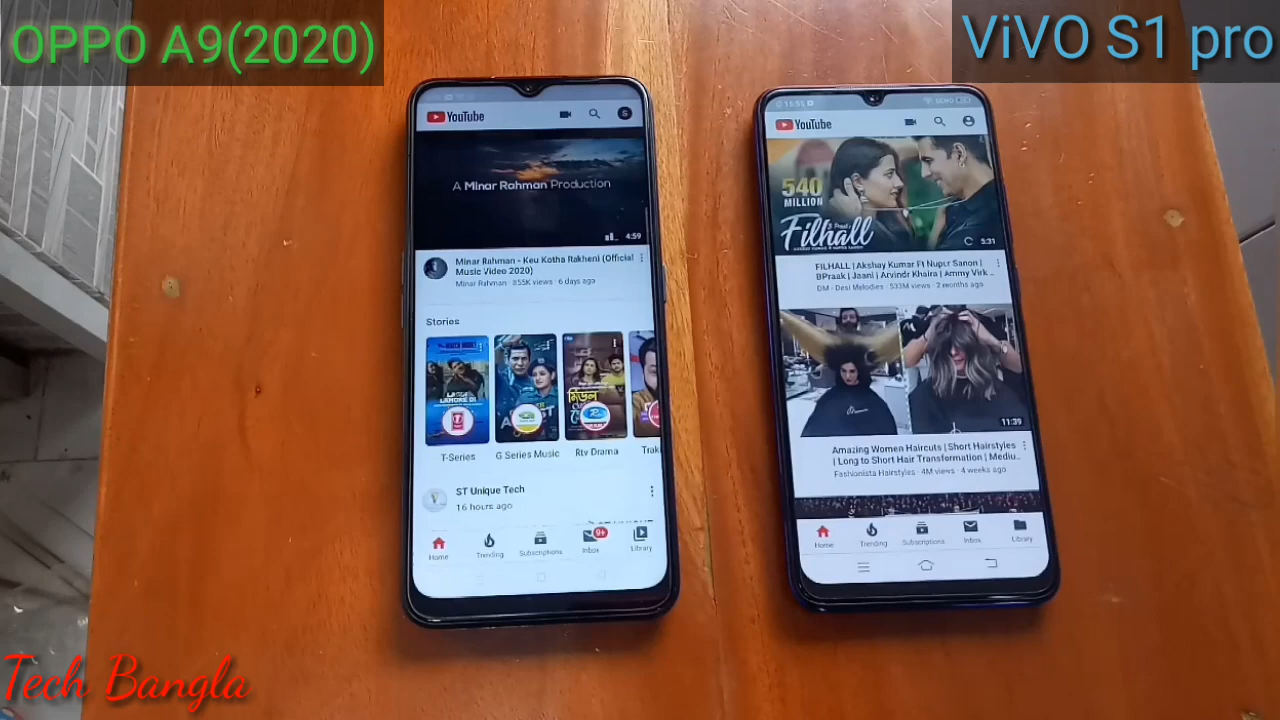 OPPO A9(2020)
ViVO S1 pro
YouTube
S
A Minar Rahman Production
4:59
Minar Rahman - Keu Kotha Rakheni (Official
Music Video 2020)
Minar Rahman · 855K views · 6 days ago
Stories
T-Series
G Series Music
Rtv Drama
Trak
ST Unique Tech
16 hours ago
Home
Trending
Subscriptions
9+
Inbox
Library
16:55
YouTube
540
MILLION
Filhall
5:31
FILHALL | Akshay Kumar Ft Nupur Sanon |
BPraak | Jaani | Arvindr Khaira | Ammy Virk ...
DM - Desi Melodies · 533M views · 2 months ago
11:39
Amazing Women Haircuts | Short Hairstyles
| Long to Short Hair Transformation | Mediu...
Fashionista Hairstyles · 4M views · 4 weeks ago
Home
Trending
Subscriptions
Inbox
Library
Tech Bangla